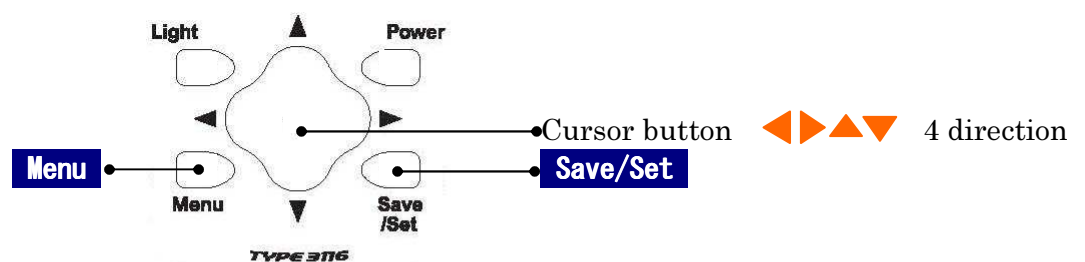 Light
Power
Cursor button ◀▶▲▼ 4 direction
Menu
Save/Set
Menu
Save
/Set
TYPE 3116